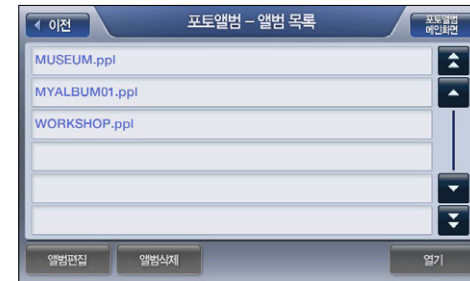 이전
포토앨범 – 앨범 목록
포토앨범
메인화면
MUSEUM.ppl
MYALBUM01.ppl
WORKSHOP.ppl
앨범편집
앨범삭제
열기